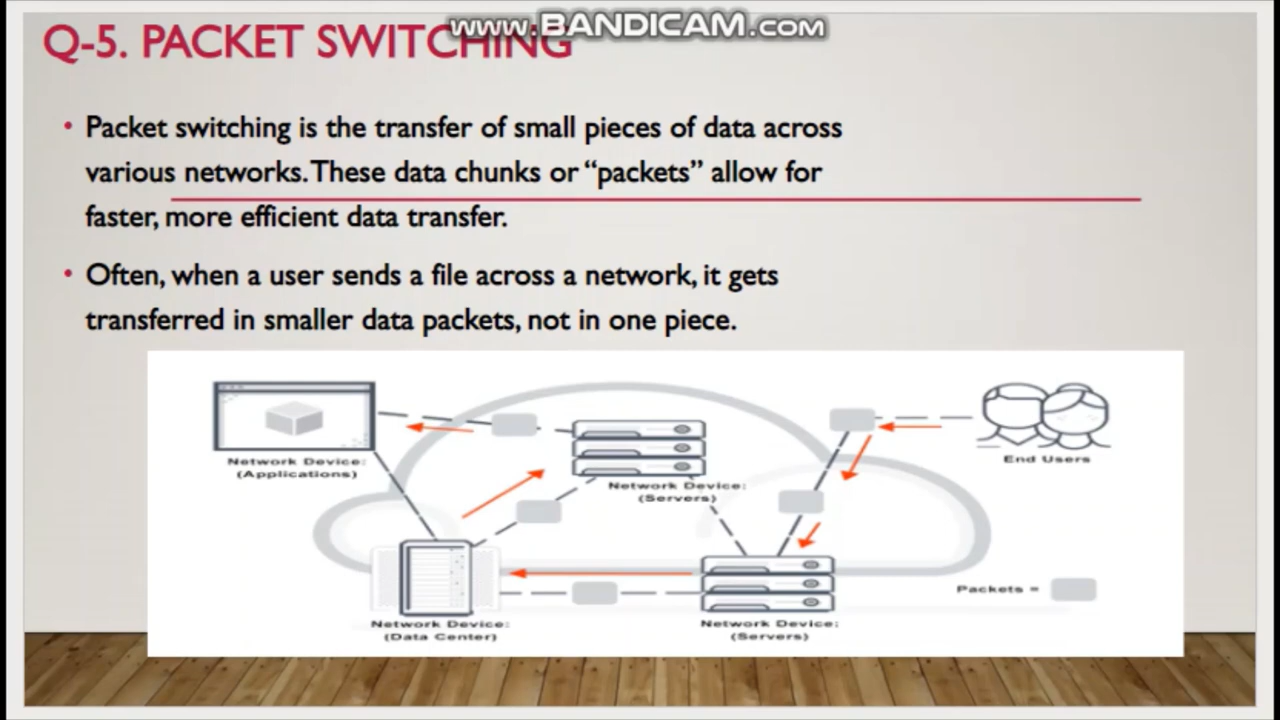 www.BANDICAM.com
Q-5. PACKET SWITCHING
• Packet switching is the transfer of small pieces of data across
various networks. These data chunks or “packets” allow for
faster, more efficient data transfer.
• Often, when a user sends a file across a network, it gets
transferred in smaller data packets, not in one piece.
Network Device:
(Applications)
End Users
Network Device:
(Servers)
Packets =
Network Device:
(Data Center)
Network Device:
(Servers)